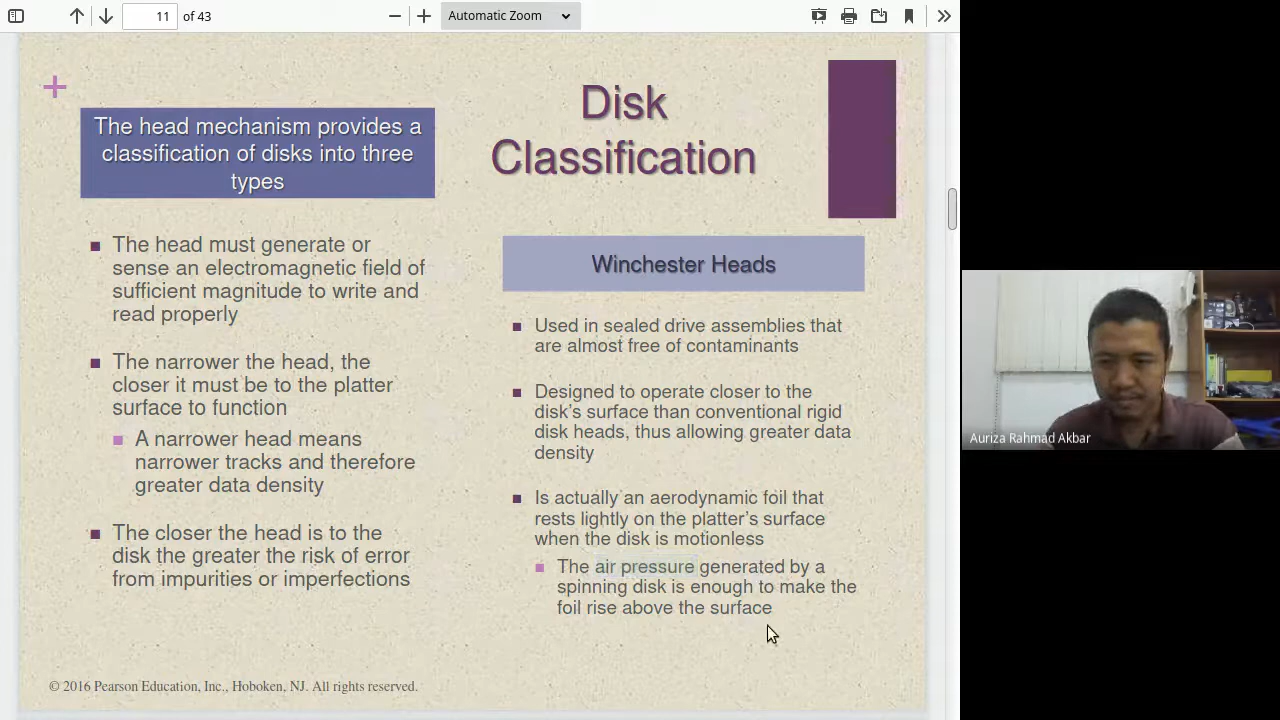 11 of 43
Automatic Zoom
+
The head mechanism provides a
classification of disks into three
types
Disk
Classification
The head must generate or
sense an electromagnetic field of
sufficient magnitude to write and
read properly
The narrower the head, the
closer it must be to the platter
surface to function
A narrower head means
narrower tracks and therefore
greater data density
The closer the head is to the
disk the greater the risk of error
from impurities or imperfections
Winchester Heads
Used in sealed drive assemblies that
are almost free of contaminants
Designed to operate closer to the
disk's surface than conventional rigid
disk heads, thus allowing greater data
density
Is actually an aerodynamic foil that
rests lightly on the platter's surface
when the disk is motionless
The air pressure generated by a
spinning disk is enough to make the
foil rise above the surface
© 2016 Pearson Education, Inc., Hoboken, NJ. All rights reserved.
Auriza Rahmad Akbar